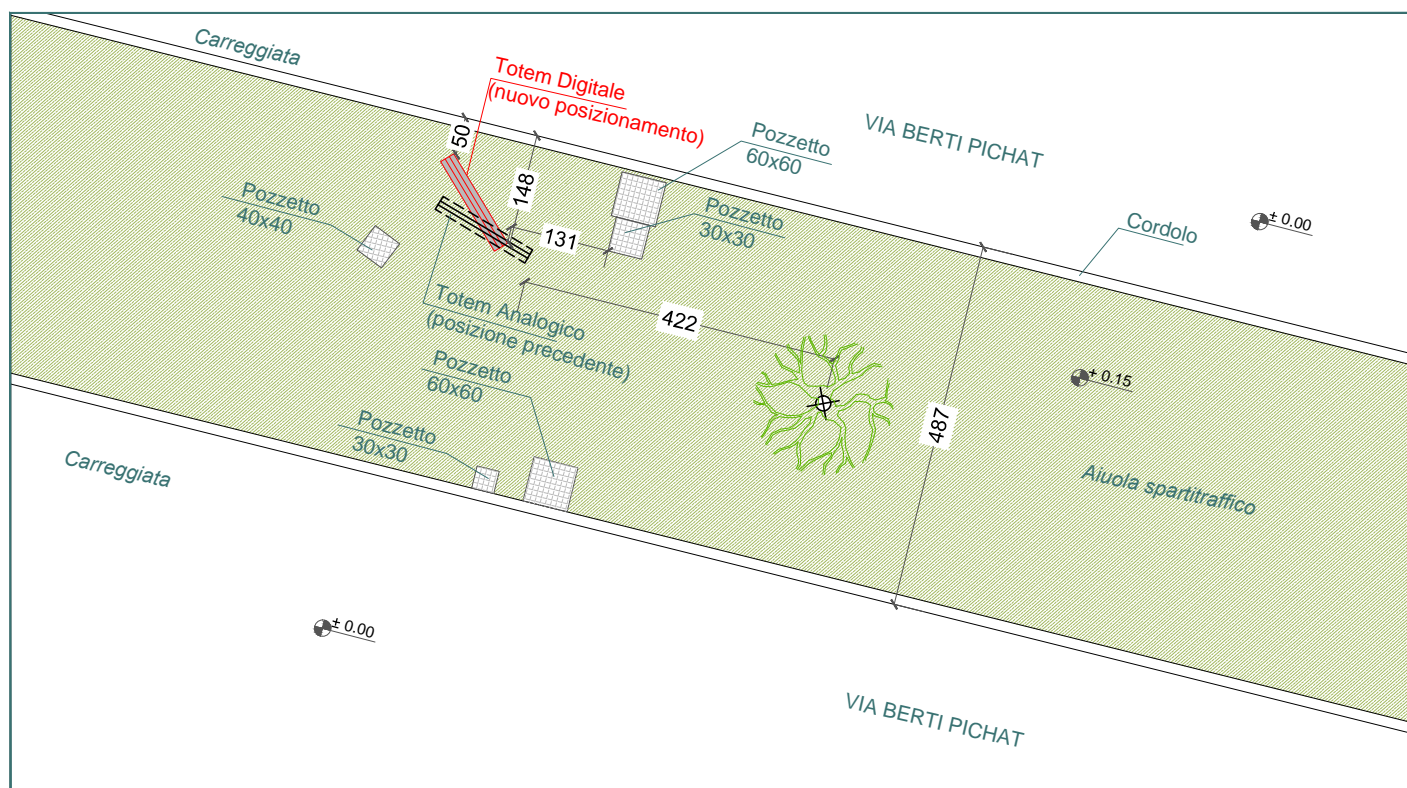 Carreggiata
Totem Digitale
(nuovo posizionamento)
50
148
131
Pozzetto
60x60
VIA BERTI PICHAT
Pozzetto
40x40
Pozzetto
30x30
± 0.00
Cordolo
Totem Analogico
(posizione precedente)
422
+ 0.15
Pozzetto
60x60
Pozzetto
30x30
487
Carreggiata
Aiuola spartitraffico
± 0.00
VIA BERTI PICHAT